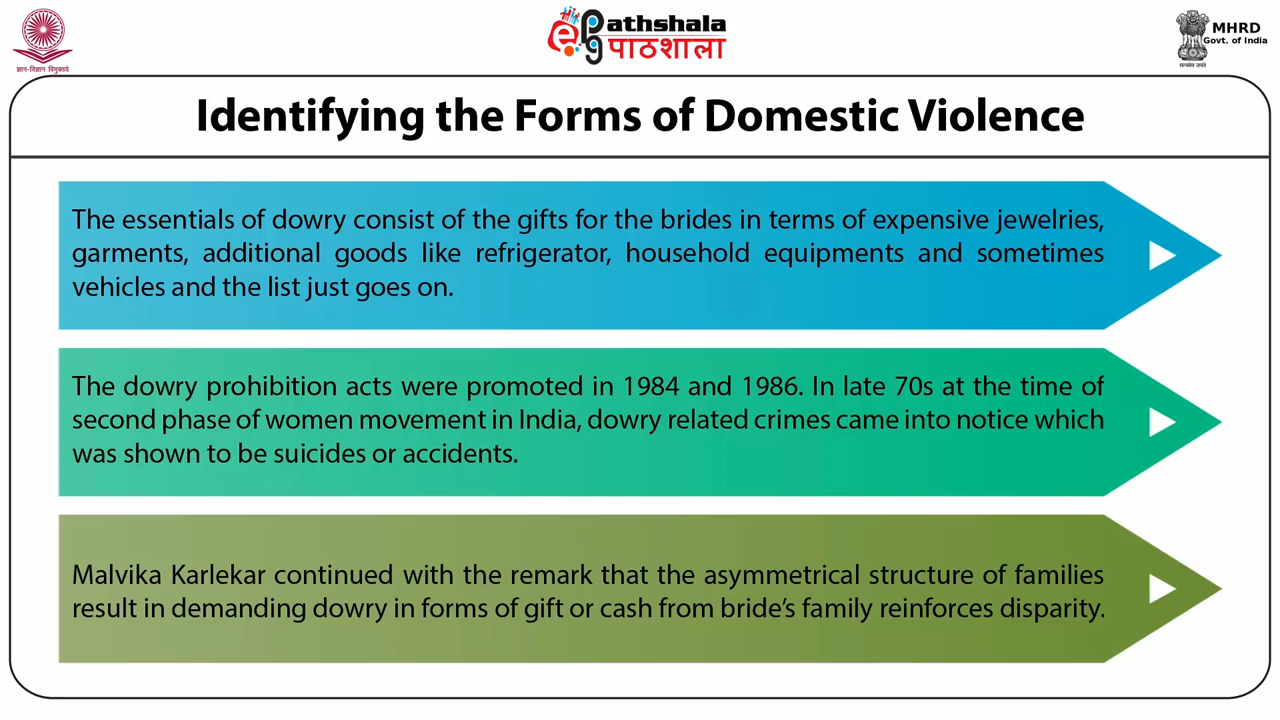 ज्ञान-विज्ञान विमुक्तये
ePathshala
पाठशाला
सत्यमेव जयते
MHRD
Govt. of India
Identifying the Forms of Domestic Violence
The essentials of dowry consist of the gifts for the brides in terms of expensive jewelries,
garments, additional goods like refrigerator, household equipments and sometimes
vehicles and the list just goes on.
The dowry prohibition acts were promoted in 1984 and 1986. In late 70s at the time of
second phase of women movement in India, dowry related crimes came into notice which
was shown to be suicides or accidents.
Malvika Karlekar continued with the remark that the asymmetrical structure of families
result in demanding dowry in forms of gift or cash from bride’s family reinforces disparity.